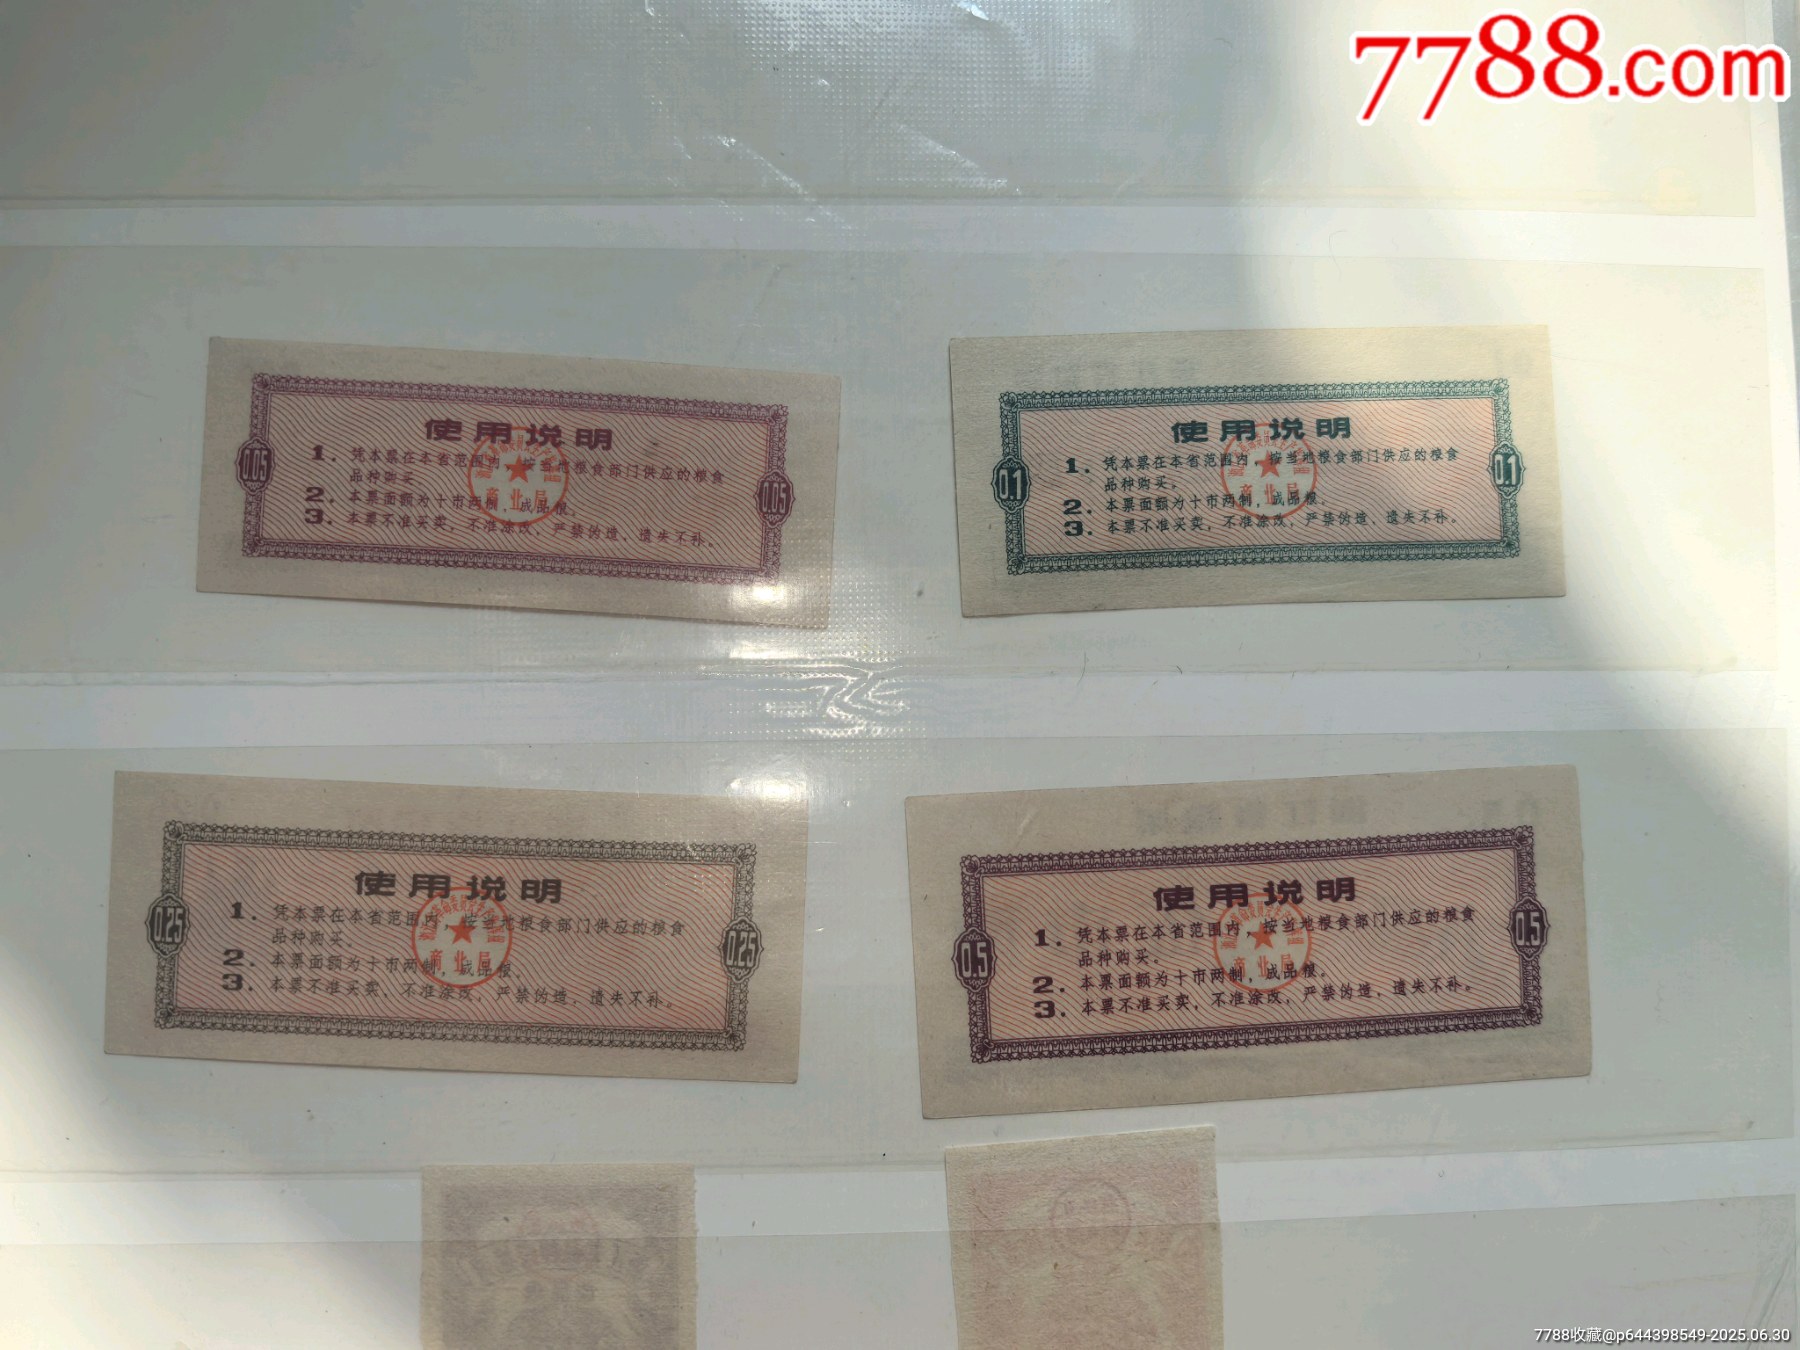 7788.com
使用说明
1. 凭本票在本省范围内，按当地粮食部门供应的粮食
品种购买
2. 本票面额为十市两制，成品粮。
3. 本票不准买卖，不准涂改，严禁伪造，遗失不补。
0.05
0.05
商业局
使用说明
1. 凭本票在本省范围内，按当地粮食部门供应的粮食
品种购买。
2. 本票面额为十市两制，成品粮。
3. 本票不准买卖，不准涂改，严禁伪造、遗失不补。
0.1
0.1
商业局
使用说明
1. 凭本票在本省范围内，按当地粮食部门供应的粮食
品种购买。
2. 本票面额为十市两制，成品粮。
3. 本票不准买卖，不准涂改，严禁伪造、遗失不补。
0.25
0.25
商业局
使用说明
1. 凭本票在本省范围内，按当地粮食部门供应的粮食
品种购买。
2. 本票面额为十市两制，成品粮。
3. 本票不准买卖，不准涂改，严禁伪造、遗失不补。
0.5
0.5
商业局
7788收藏@p644398549-2025.06.30